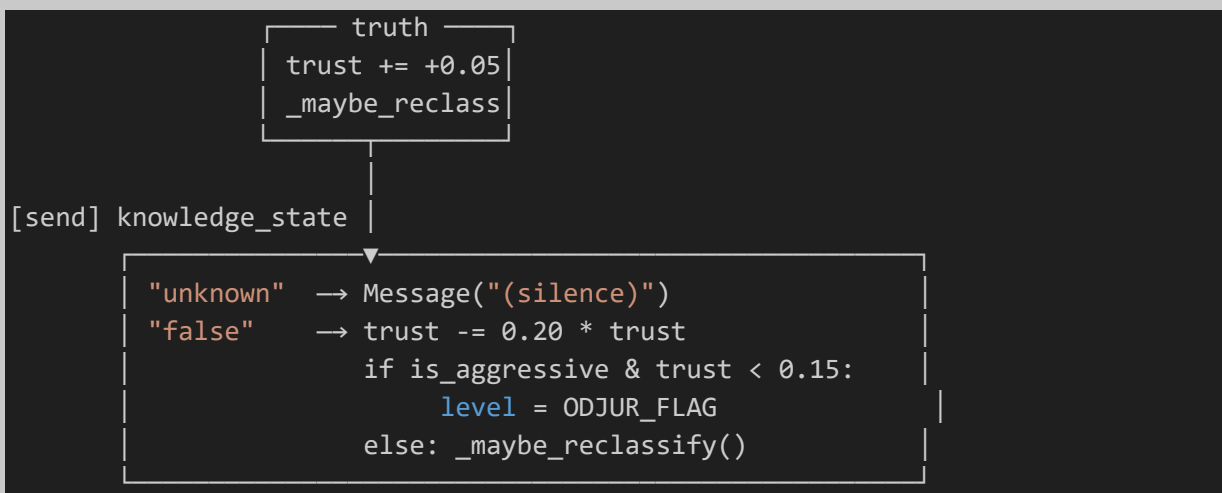 truth
trust += +0.05
_maybe_reclass
[send] knowledge_state
"unknown" —→ Message("(silence)")
"false" —→ trust -= 0.20 * trust
if is_aggressive & trust < 0.15:
level = ODJUR_FLAG
else: _maybe_reclassify()